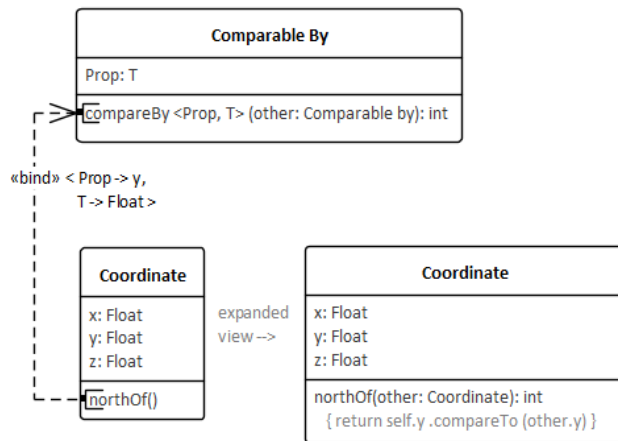 Comparable By
Prop: T
compareBy <Prop, T> (other: Comparable by): int
«bind» < Prop -> y,
T -> Float >
Coordinate
x: Float
y: Float
z: Float
northOf()
expanded
view -->
Coordinate
x: Float
y: Float
z: Float
northOf(other: Coordinate): int
{ return self.y .compareTo (other.y) }